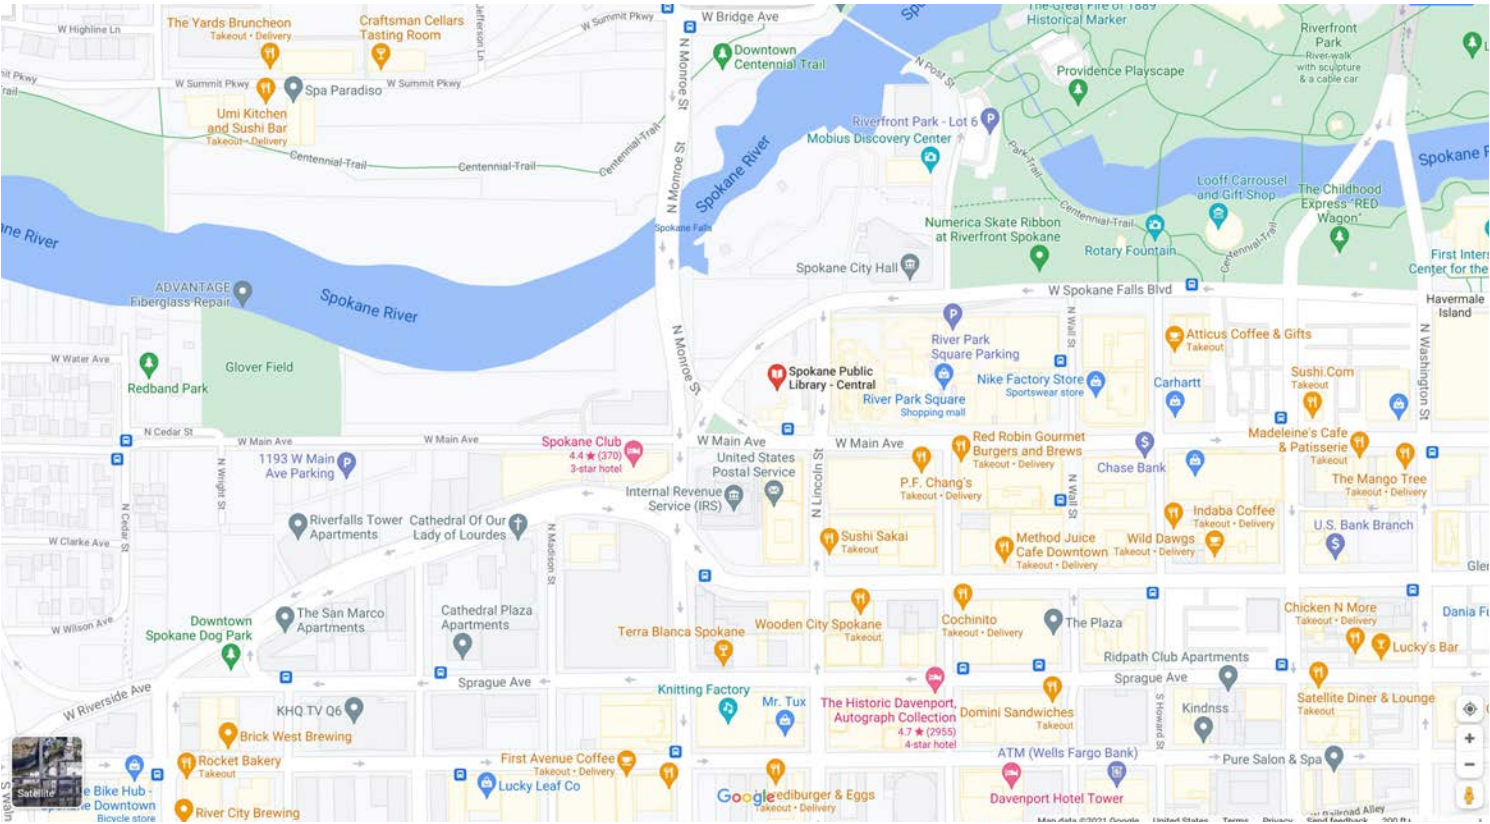 W Highline Ln
The Yards Bruncheon
Takeout • Delivery
Craftsman Cellars
Tasting Room
Jefferson Ln
W Summit Pkwy
W Bridge Ave
N Monroe St
Downtown
Centennial Trail
N Post St
The Great Fire of 1889
Historical Marker
Riverfront
Park
River-walk
with sculpture
& a cable car
Providence Playscape
W Summit Pkwy
Spa Paradiso
W Summit Pkwy
Umi Kitchen
and Sushi Bar
Takeout • Delivery
Centennial-Trail
Centennial-Trail
Centennial-Trail
N Monroe St
Spokane River
Riverfront Park - Lot 6
Mobius Discovery Center
Park-Trail
Looff Carrousel
and Gift Shop
The Childhood
Express "RED
Wagon"
Centennial-Trail
Centennial-Trail
Numerica Skate Ribbon
at Riverfront Spokane
Rotary Fountain
Spokane Falls
Spokane City Hall
ADVANTAGE
Fiberglass Repair
Spokane River
W Spokane Falls Blvd
Havermale
Island
N Monroe St
N Wall St
N Washington St
River Park
Square Parking
Atticus Coffee & Gifts
Takeout
W Water Ave
Redband Park
Glover Field
Spokane Public
Library - Central
River Park Square
Shopping mall
Nike Factory Store
Sportswear store
Carhartt
Sushi.Com
Takeout
N Cedar St
W Main Ave
W Main Ave
Spokane Club
4.4 ★ (370)
3-star hotel
W Main Ave
W Main Ave
United States
Postal Service
Red Robin Gourmet
Burgers and Brews
Takeout • Delivery
Chase Bank
Madeleine's Cafe
& Patisserie
Takeout
1193 W Main
Ave Parking
N Wright St
Internal Revenue
Service (IRS)
P.F. Chang's
Takeout • Delivery
N Wall St
The Mango Tree
Takeout • Delivery
N Lincoln St
N Cedar St
Riverfalls Tower
Apartments
Cathedral Of Our
Lady of Lourdes
N Madison St
Indaba Coffee
Takeout • Delivery
U.S. Bank Branch
W Clarke Ave
Sushi Sakai
Takeout
Method Juice
Cafe Downtown
Takeout • Delivery
Wild Dawgs
Takeout • Delivery
W Wilson Ave
Downtown
Spokane Dog Park
The San Marco
Apartments
Cathedral Plaza
Apartments
Terra Blanca Spokane
Wooden City Spokane
Takeout
Cochinito
Takeout • Delivery
The Plaza
Chicken N More
Takeout • Delivery
Lucky's Bar
Ridpath Club Apartments
Sprague Ave
Sprague Ave
W Riverside Ave
Knitting Factory
Mr. Tux
The Historic Davenport,
Autograph Collection
4.7 ★ (2955)
4-star hotel
Domini Sandwiches
Takeout
S Howard St
Kindnss
Satellite Diner & Lounge
Takeout
KHQ TV Q6
Brick West Brewing
Rocket Bakery
Takeout
First Avenue Coffee
Takeout • Delivery
Lucky Leaf Co
ATM (Wells Fargo Bank)
Pure Salon & Spa
Satellite
Bike Hub -
Downtown
Bicycle store
River City Brewing
Google
& Eggs
Takeout • Delivery
Davenport Hotel Tower
Railroad Alley
Map data ©2021 Google United States Terms Privacy Send feedback 200 ft